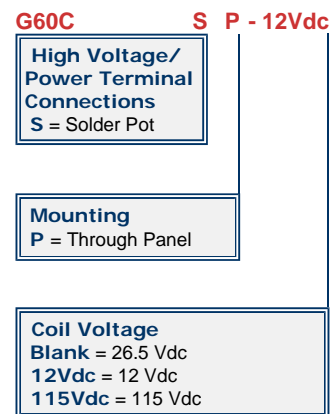 G60C S P - 12Vdc
High Voltage/
Power Terminal
Connections
S = Solder Pot
Mounting
P = Through Panel
Coil Voltage
Blank = 26.5 Vdc
12Vdc = 12 Vdc
115Vdc = 115 Vdc